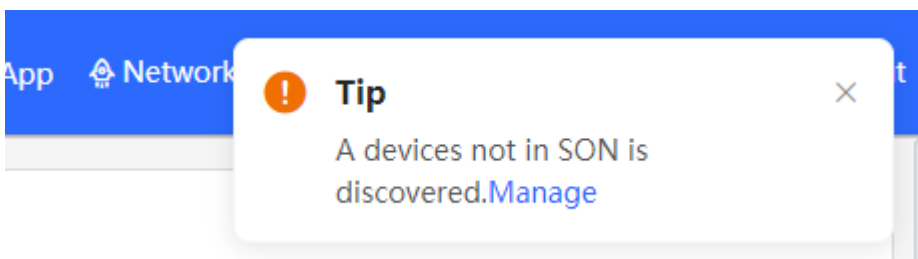 App Network
Tip
A devices not in SON is
discovered.Manage
t